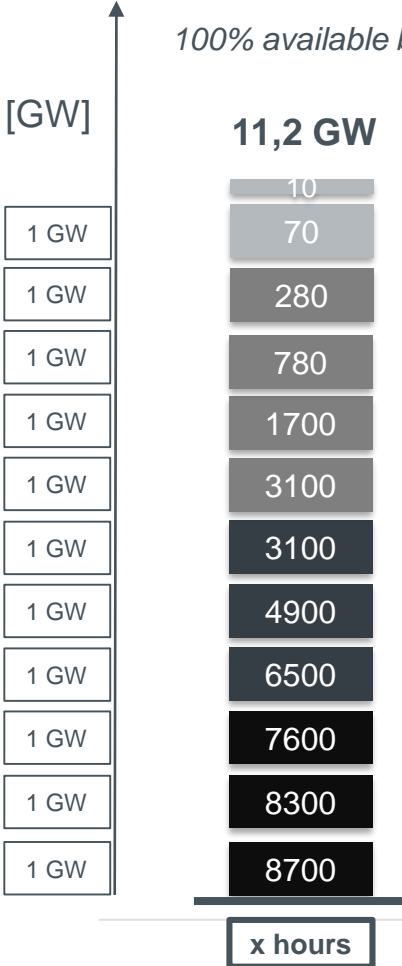 100% available
[GW]
11,2 GW
10
1 GW 70
1 GW 280
1 GW 780
1 GW 1700
1 GW 3100
1 GW 3100
1 GW 4900
1 GW 6500
1 GW 7600
1 GW 8300
1 GW 8700
x hours